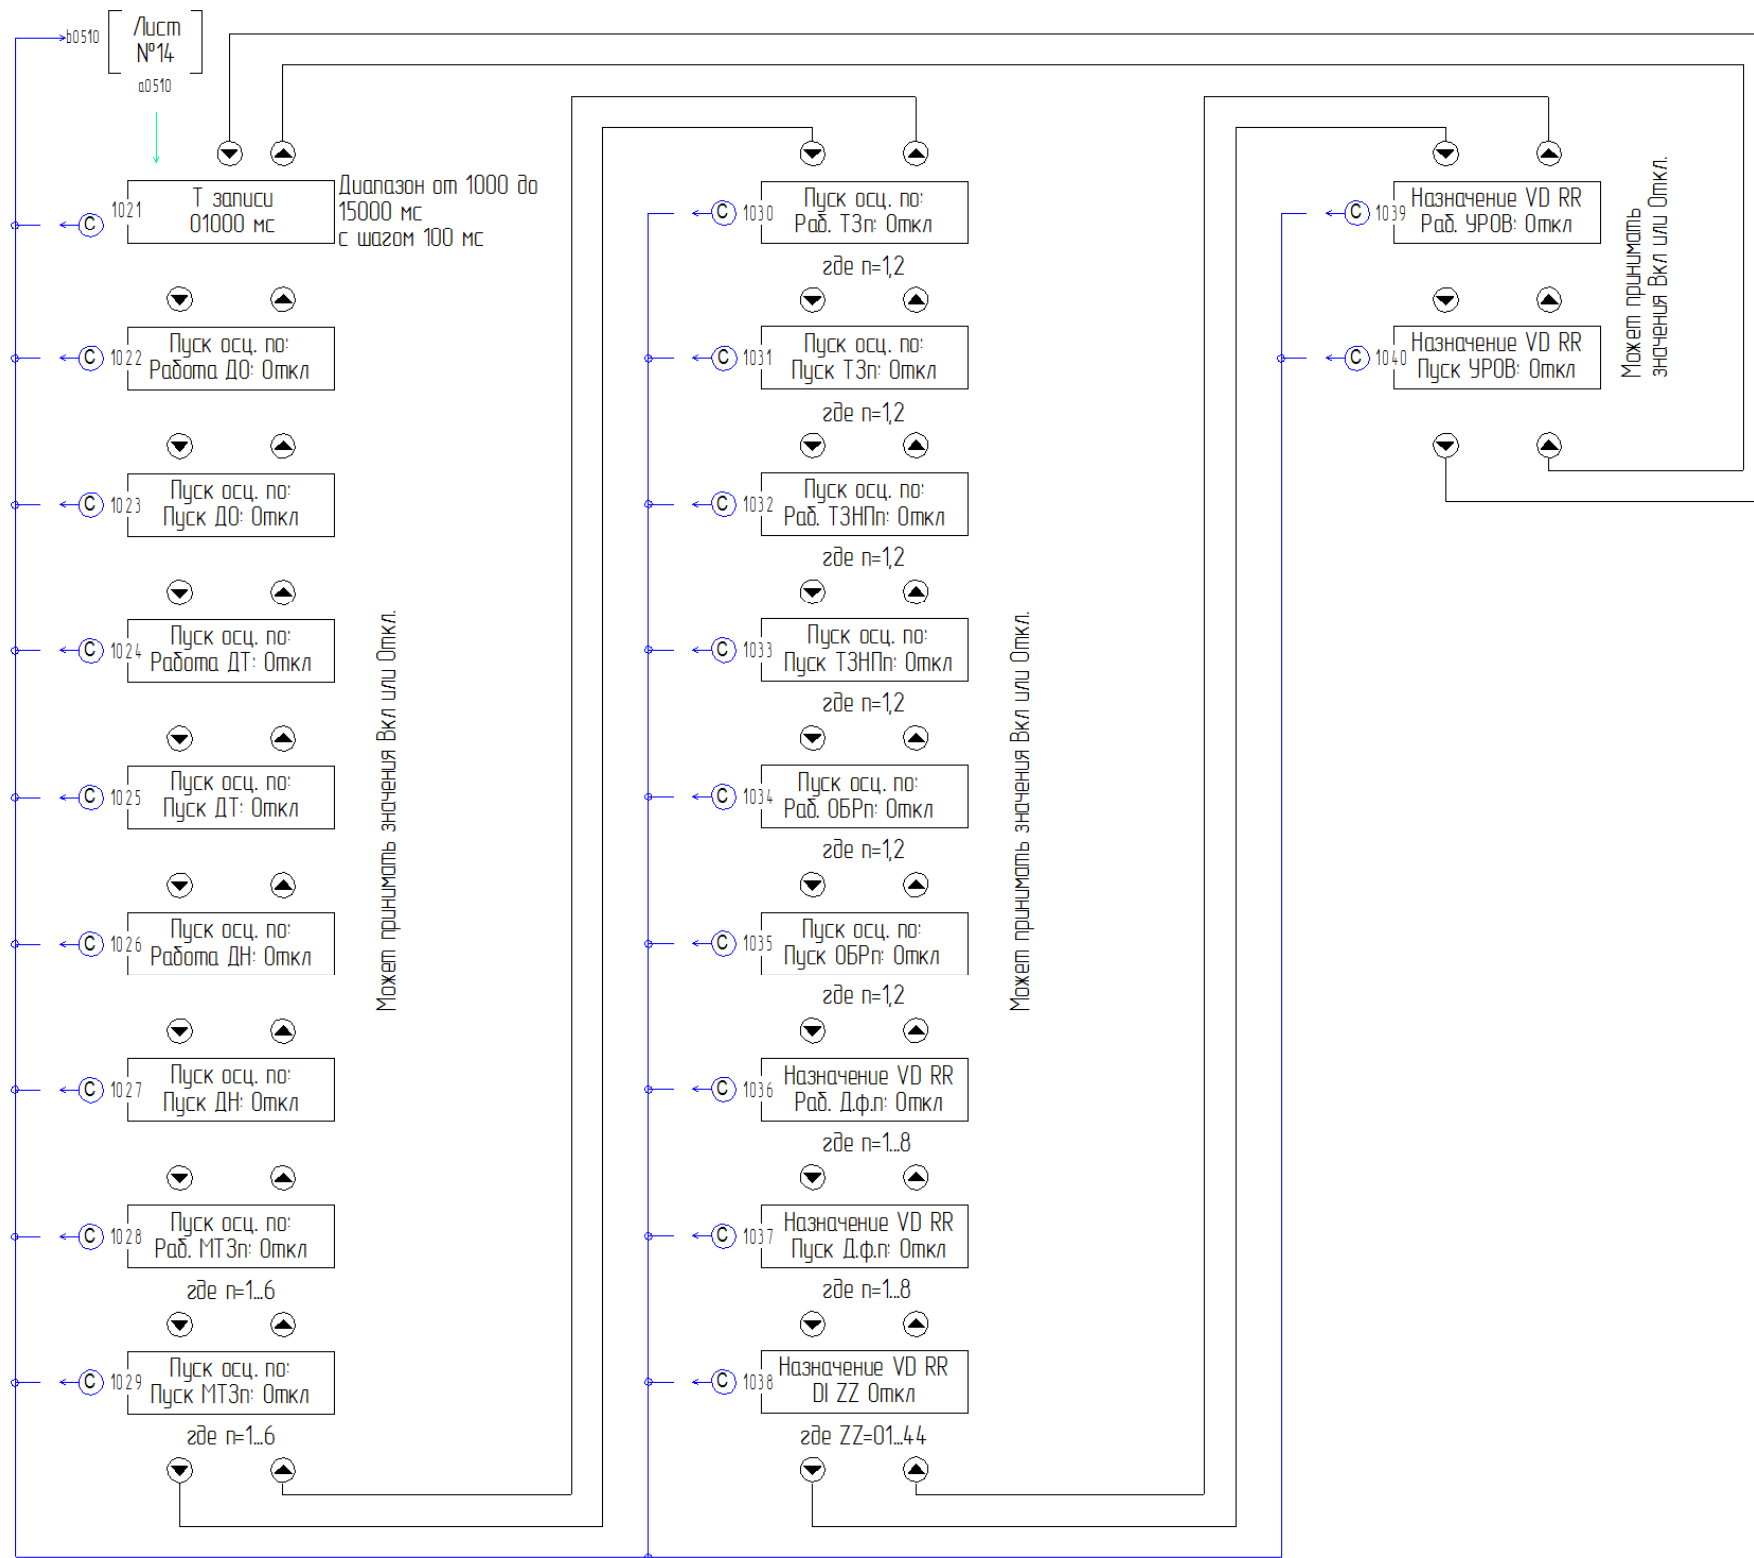 b0510
Лист
№14
a0510
1021
Т записи
01000 мс
Диапазон от 1000 до
15000 мс
с шагом 100 мс
C
1022
Пуск осц. по:
Работа ДО: Откл
C
1023
Пуск осц. по:
Пуск ДО: Откл
C
1024
Пуск осц. по:
Работа ДТ: Откл
C
1025
Пуск осц. по:
Пуск ДТ: Откл
C
1026
Пуск осц. по:
Работа ДН: Откл
C
1027
Пуск осц. по:
Пуск ДН: Откл
C
1028
Пуск осц. по:
Раб. МТЗn: Откл
где n=1...6
C
1029
Пуск осц. по:
Пуск МТЗn: Откл
где n=1...6
C
Может принимать значения Вкл или Откл.
C
1030
Пуск осц. по:
Раб. ТЗn: Откл
где n=1,2
C
1031
Пуск осц. по:
Пуск ТЗn: Откл
где n=1,2
C
1032
Пуск осц. по:
Раб. ТЗНПn: Откл
где n=1,2
C
1033
Пуск осц. по:
Пуск ТЗНПn: Откл
где n=1,2
C
1034
Пуск осц. по:
Раб. ОБРn: Откл
где n=1,2
C
1035
Пуск осц. по:
Пуск ОБРn: Откл
где n=1,2
C
1036
Назначение VD RR
Раб. Д.ф.n: Откл
где n=1...8
C
1037
Назначение VD RR
Пуск Д.ф.n: Откл
где n=1...8
C
1038
Назначение VD RR
DI ZZ Откл
где ZZ=01...44
Может принимать значения Вкл или Откл.
C
1039
Назначение VD RR
Раб. УРОВ: Откл
C
1040
Назначение VD RR
Пуск УРОВ: Откл
Может принимать
значения Вкл или Откл.